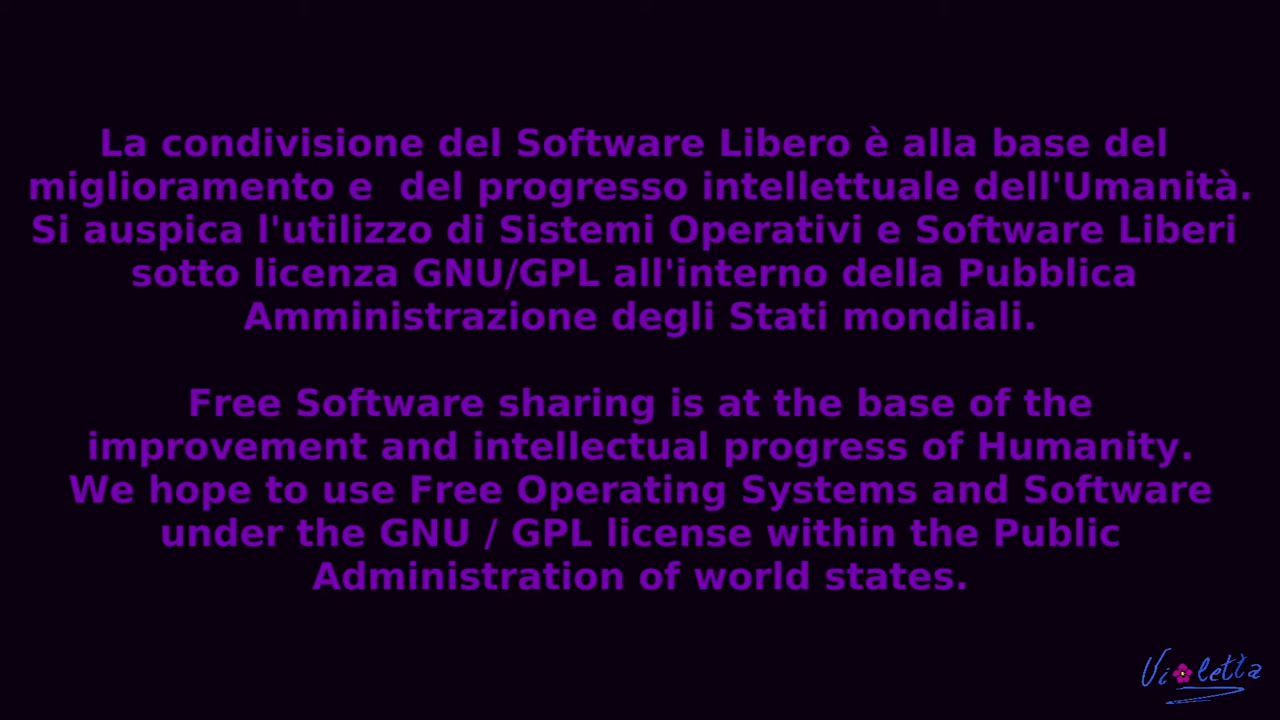 La condivisione del Software Libero è alla base del
miglioramento e  del progresso intellettuale dell'Umanità.
Si auspica l'utilizzo di Sistemi Operativi e Software Liberi
sotto licenza GNU/GPL all'interno della Pubblica
Amministrazione degli Stati mondiali.
Free Software sharing is at the base of the
improvement and intellectual progress of Humanity.
We hope to use Free Operating Systems and Software
under the GNU / GPL license within the Public
Administration of world states.
Violetta